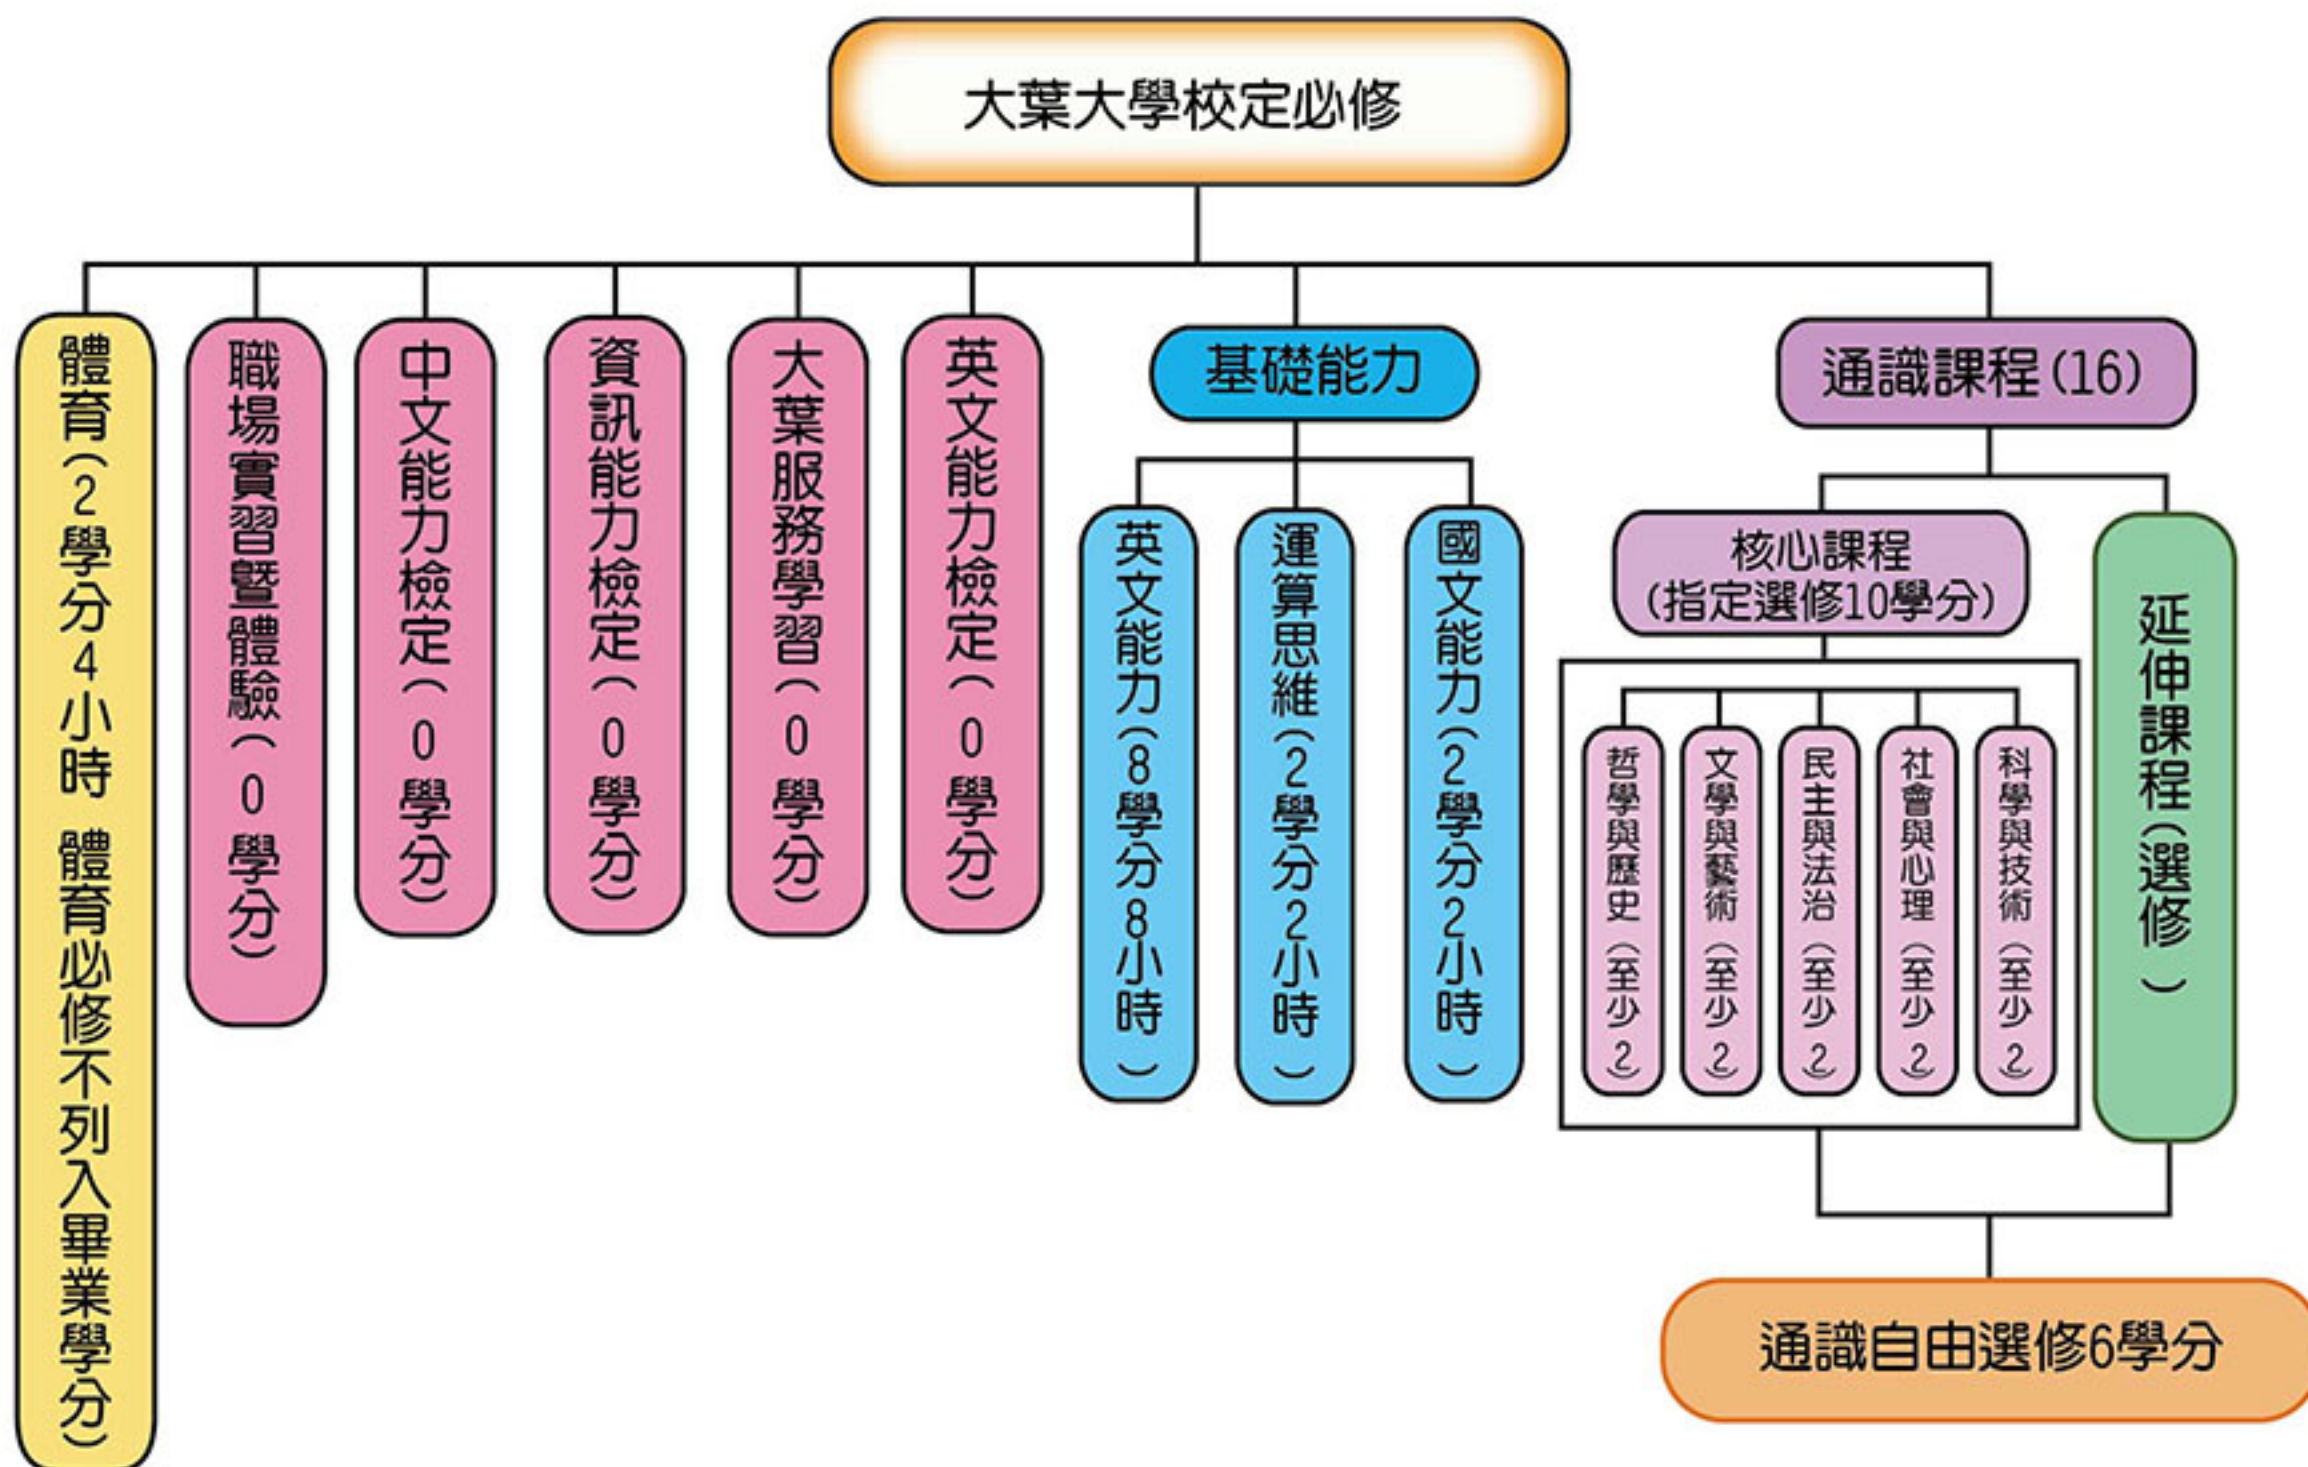 大葉大學校定必修
體育(2學分4小時 體育必修不列入畢業學分)
職場實習暨體驗(0學分)
中文能力檢定(0學分)
資訊能力檢定(0學分)
大葉服務學習(0學分)
英文能力檢定(0學分)
基礎能力
英文能力(8學分8小時)
運算思維(2學分2小時)
國文能力(2學分2小時)
通識課程(16)
核心課程
(指定選修10學分)
哲學與歷史(至少2)
文學與藝術(至少2)
民主與法治(至少2)
社會與心理(至少2)
科學與技術(至少2)
延伸課程(選修)
通識自由選修6學分